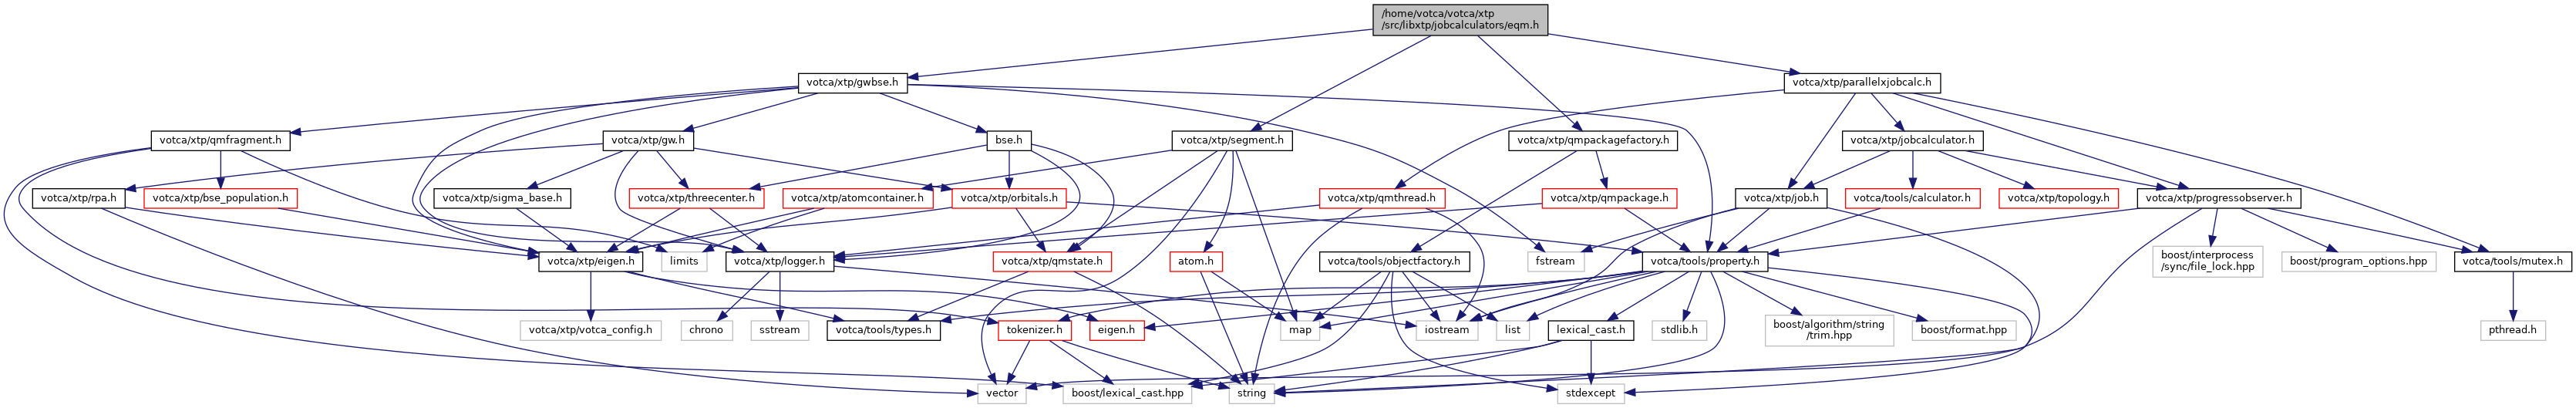 /home/votca/votca/xtp
/src/libxtp/jobcalculators/eqm.h
votca/xtp/gwbse.h
votca/xtp/parallelxjobcalc.h
votca/xtp/qmfragment.h
votca/xtp/gw.h
bse.h
votca/xtp/segment.h
votca/xtp/qmpackagefactory.h
votca/xtp/jobcalculator.h
votca/xtp/rpa.h
votca/xtp/bse_population.h
votca/xtp/sigma_base.h
votca/xtp/threecenter.h
votca/xtp/atomcontainer.h
votca/xtp/orbitals.h
votca/xtp/qmthread.h
votca/xtp/qmpackage.h
votca/xtp/job.h
votca/tools/calculator.h
votca/xtp/topology.h
votca/xtp/progressobserver.h
votca/xtp/eigen.h
limits
votca/xtp/logger.h
votca/xtp/qmstate.h
atom.h
votca/tools/objectfactory.h
fstream
votca/tools/property.h
boost/interprocess
/sync/file_lock.hpp
boost/program_options.hpp
votca/tools/mutex.h
votca/xtp/votca_config.h
chrono
sstream
votca/tools/types.h
tokenizer.h
eigen.h
map
iostream
list
lexical_cast.h
stdlib.h
boost/algorithm/string
/trim.hpp
boost/format.hpp
pthread.h
vector
boost/lexical_cast.hpp
string
stdexcept